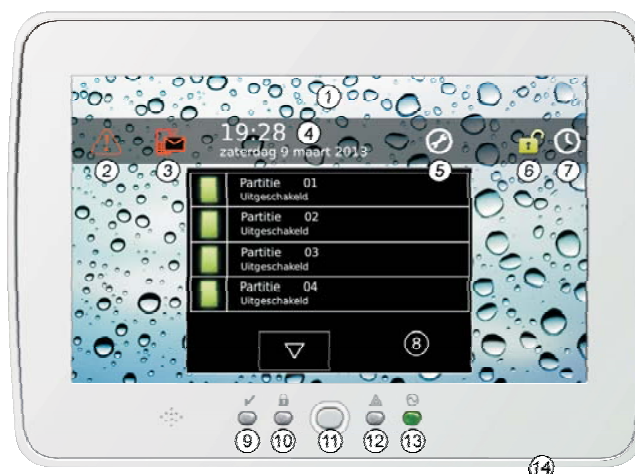 ①
19:28 ④
zaterdag 9 maart 2013
② ③ ⑤ ⑥ ⑦
Partitie 01
Uitgeschakeld
Partitie 02
Uitgeschakeld
Partitie 03
Uitgeschakeld
Partitie 04
Uitgeschakeld
⑧
⑨ ⑩ ⑪ ⑫ ⑬
⑭